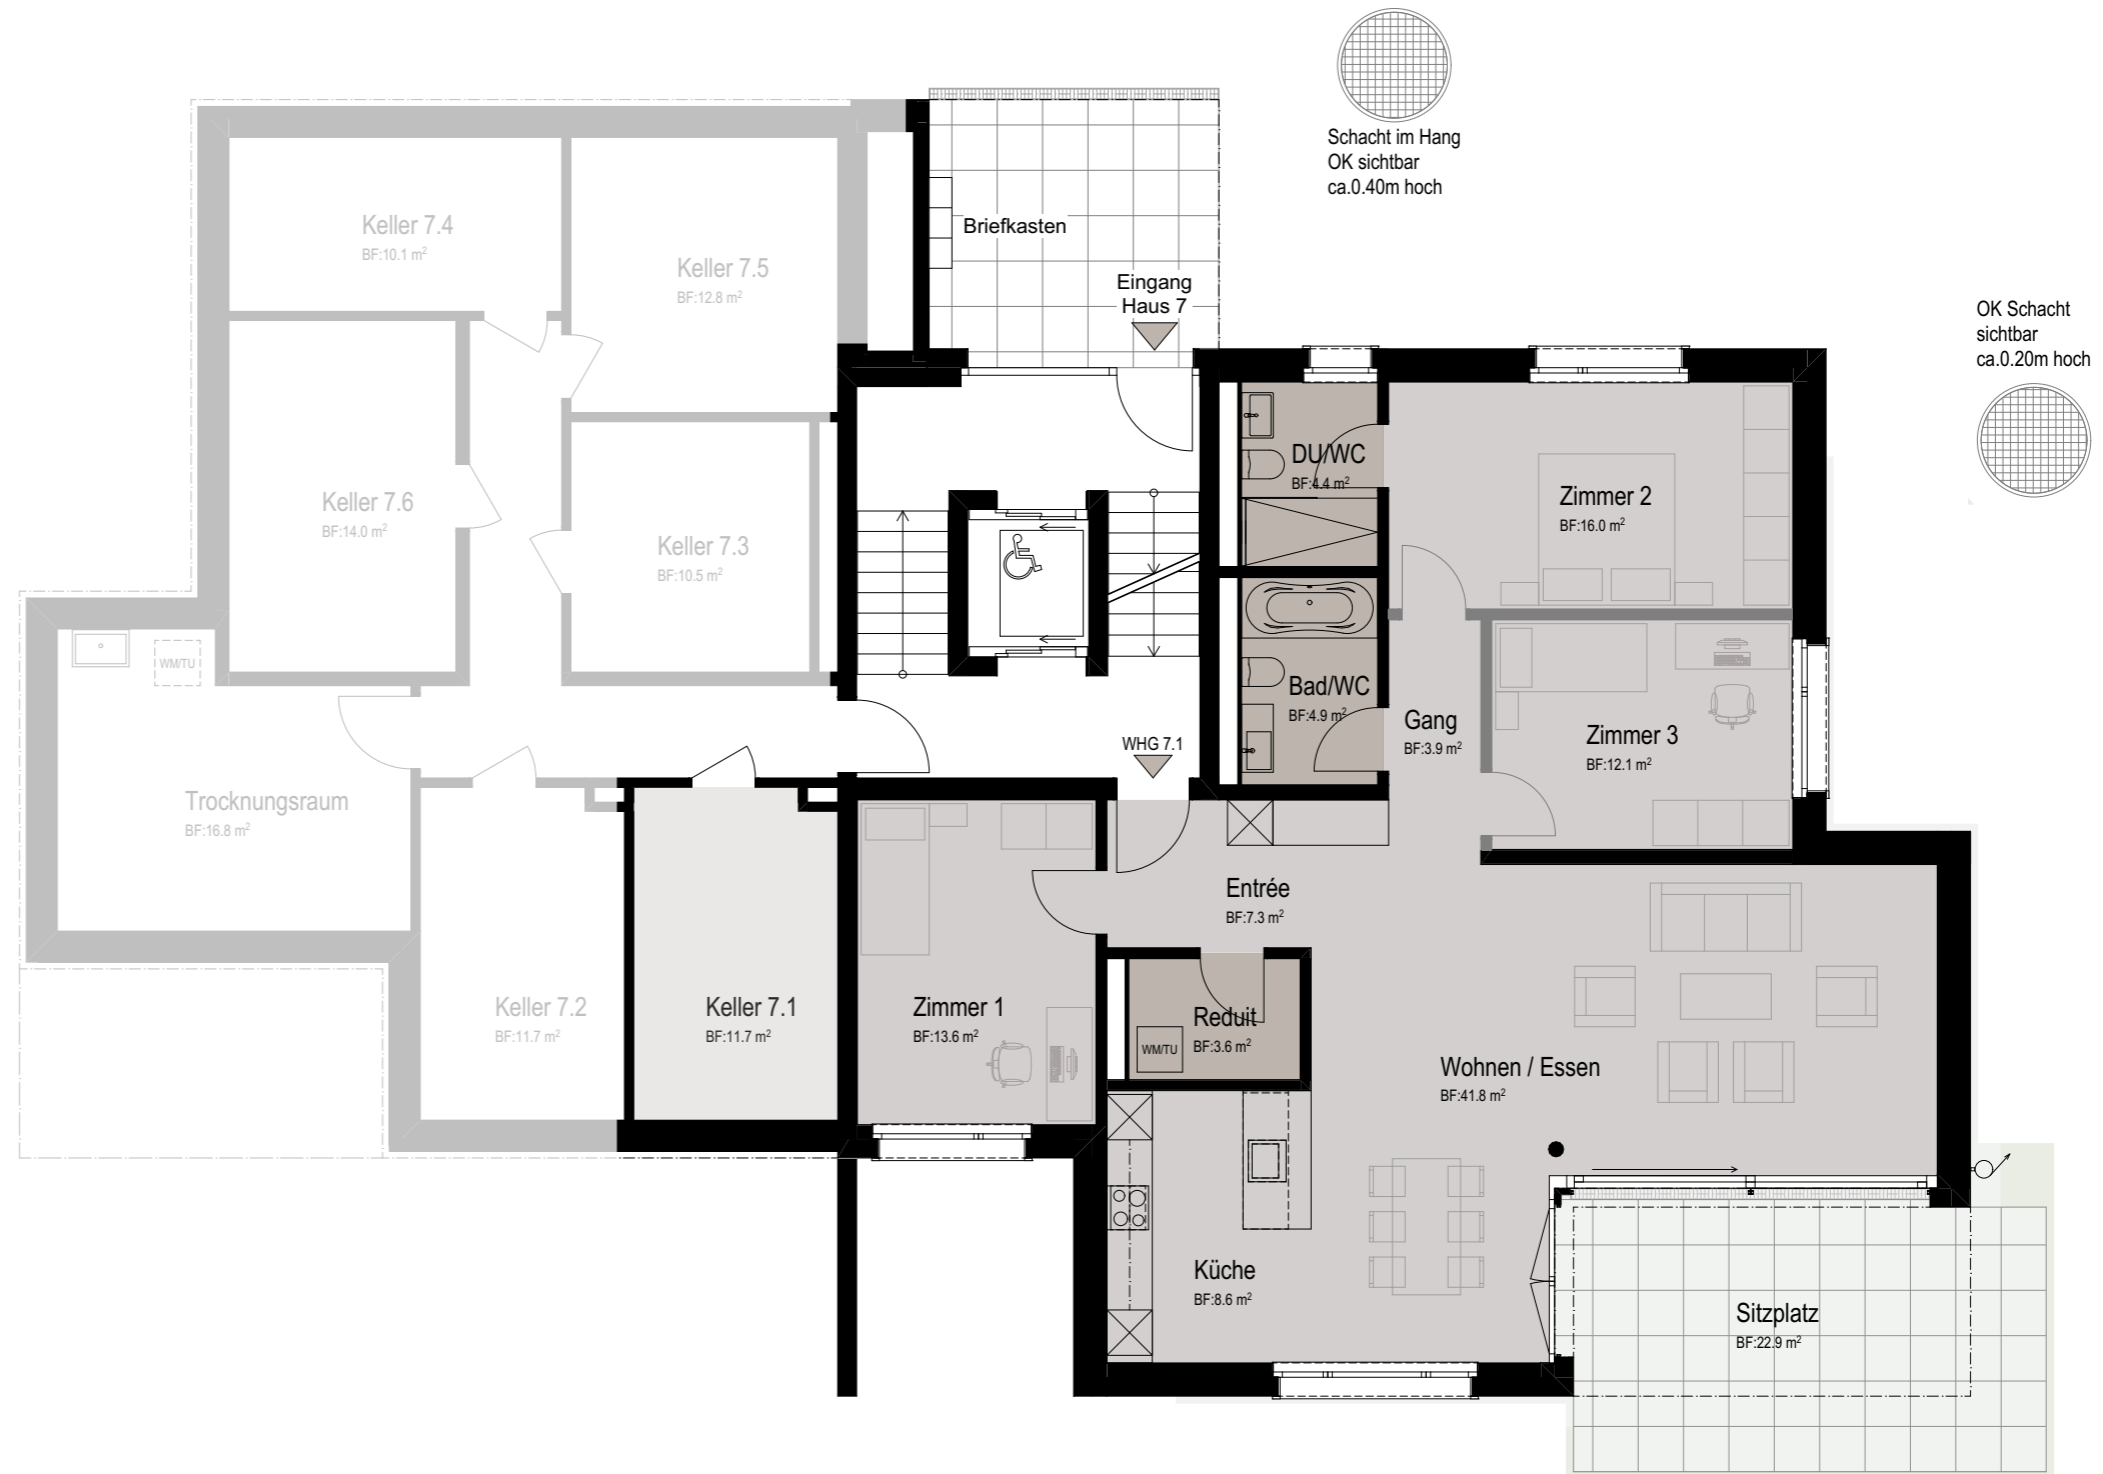 Schacht im Hang
OK sichtbar
ca.0.40m hoch
Keller 7.4
BF:10.1 m²
Keller 7.5
BF:12.8 m²
Briefkasten
Eingang
Haus 7
OK Schacht
sichtbar
ca.0.20m hoch
Keller 7.6
BF:14.0 m²
Keller 7.3
BF:10.5 m²
DU/WC
BF:4.4 m²
Zimmer 2
BF:16.0 m²
WM/TU
Bad/WC
BF:4.9 m²
Gang
BF:3.9 m²
Zimmer 3
BF:12.1 m²
WHG 7.1
Trocknungsraum
BF:16.8 m²
Entrée
BF:7.3 m²
Keller 7.2
BF:11.7 m²
Keller 7.1
BF:11.7 m²
Zimmer 1
BF:13.6 m²
Reduit
BF:3.6 m²
WM/TU
Wohnen / Essen
BF:41.8 m²
Küche
BF:8.6 m²
Sitzplatz
BF:22.9 m²